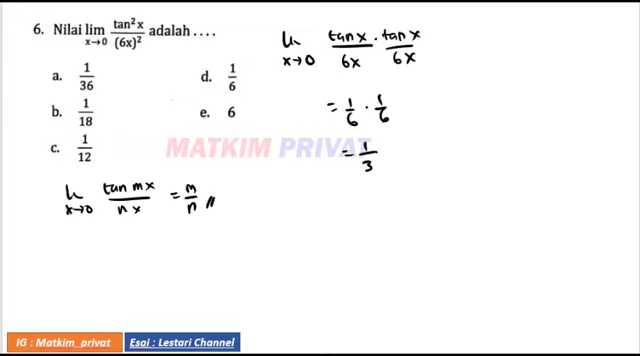 6. Nilai lim x→0 tan²x / (6x)² adalah ....
a. 1/36
b. 1/18
c. 1/12
d. 1/6
e. 6
lim x→0 tan mx / nx = m/n //
lim x→0 tan x / 6x · tan x / 6x
= 1/6 · 1/6
= 1/3
MATKIM PRIVAT
IG : Matkim_privat
Esai : Lestari Channel